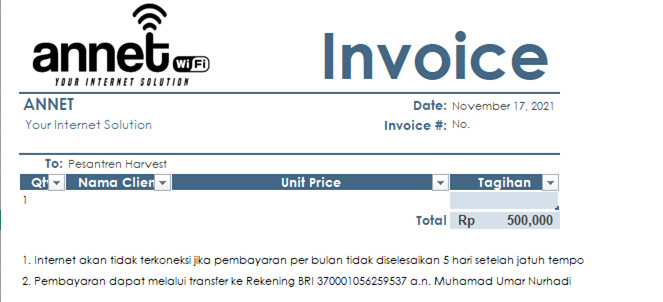 annet WiFi
YOUR INTERNET SOLUTION
Invoice
ANNET
Your Internet Solution
Date: November 17, 2021
Invoice #: No.
To: Pesantren Harvest
Qty Nama Clien Unit Price Tagihan
1
Total Rp 500,000
1. Internet akan tidak terkoneksi jika pembayaran per bulan tidak diselesaikan 5 hari setelah jatuh tempo
2. Pembayaran dapat melalui transfer ke Rekening BRI 370001056259537 a.n. Muhamad Umar Nurhadi